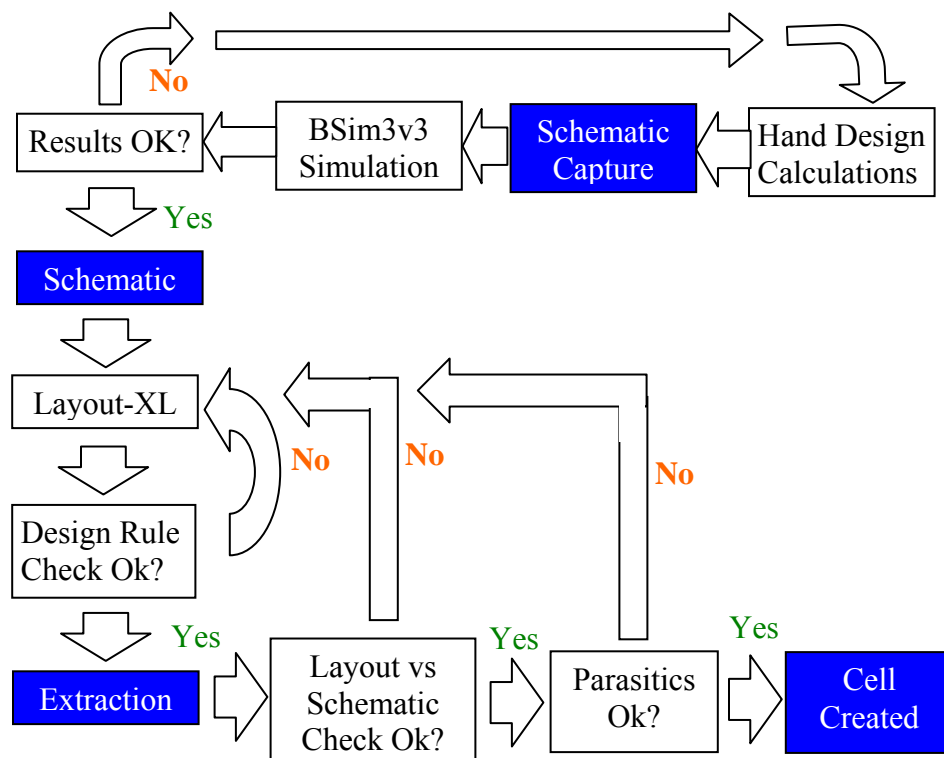 No
Results OK?
BSim3v3
Simulation
Schematic
Capture
Hand Design
Calculations
Yes
Schematic
Layout-XL
No
No
No
Design Rule
Check Ok?
Yes
Extraction
Layout vs
Schematic
Check Ok?
Yes
Parasitics
Ok?
Yes
Cell
Created